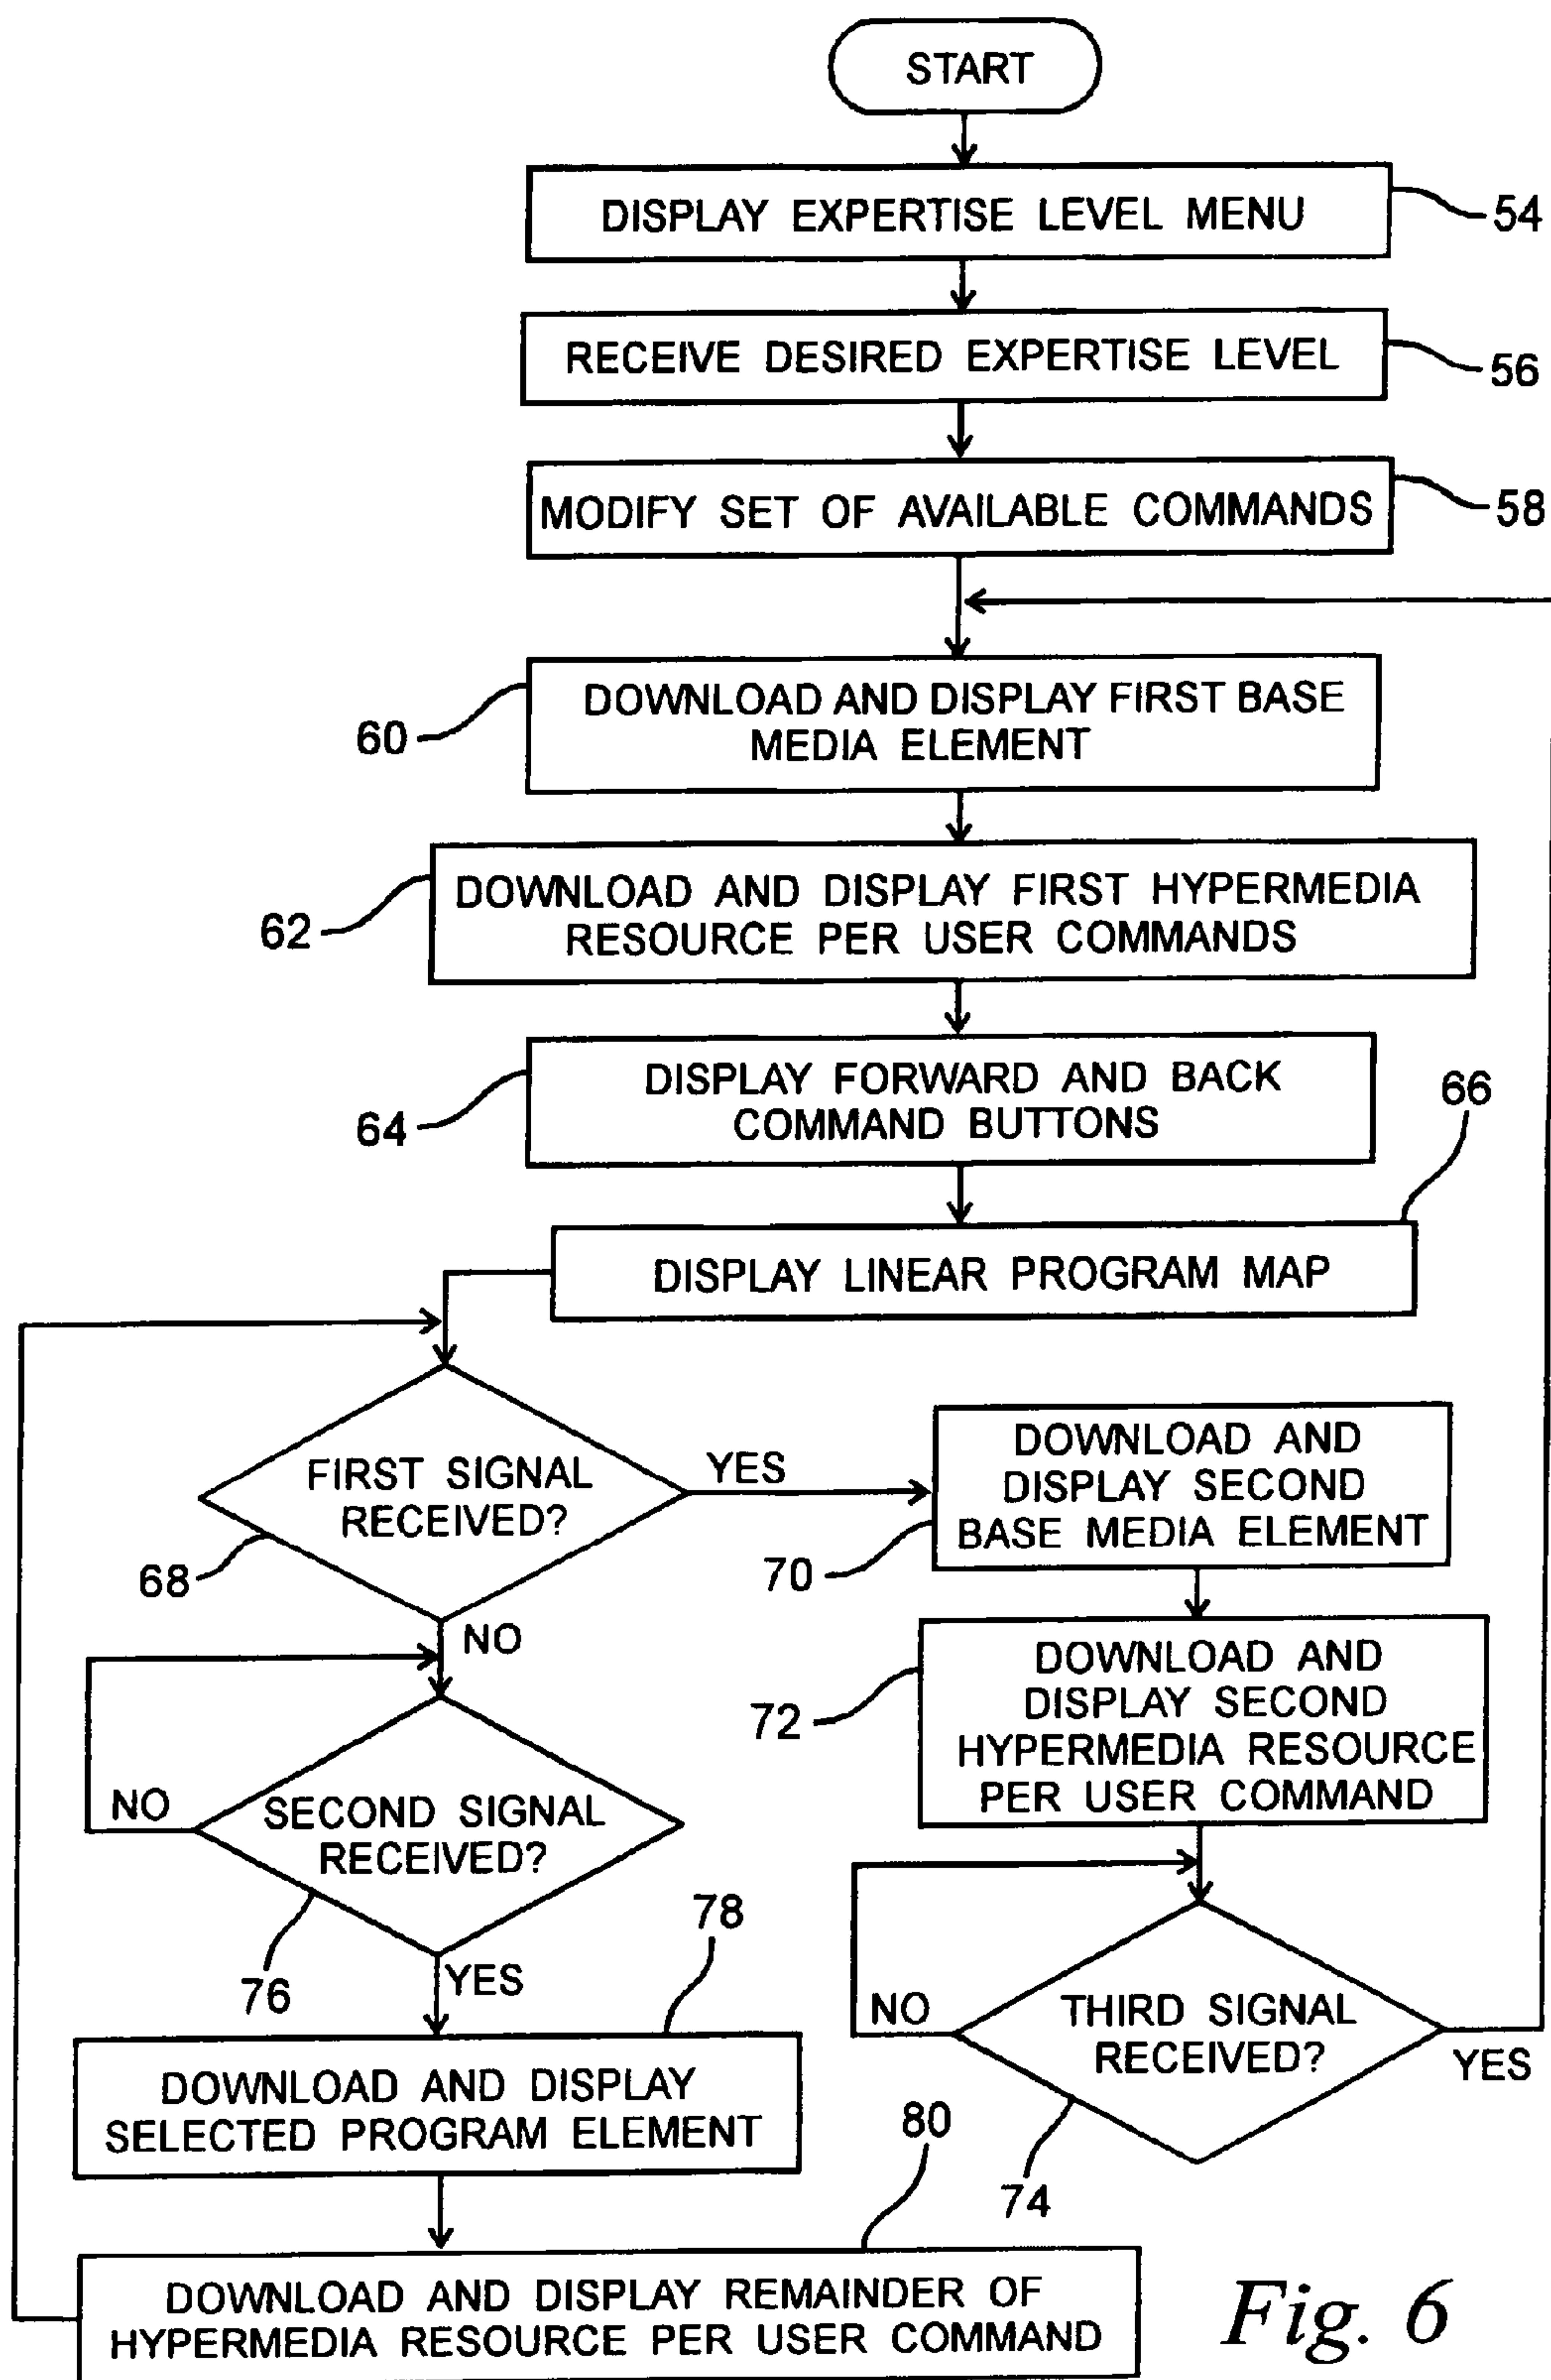 START
DISPLAY EXPERTISE LEVEL MENU
54
RECEIVE DESIRED EXPERTISE LEVEL
56
MODIFY SET OF AVAILABLE COMMANDS
58
DOWNLOAD AND DISPLAY FIRST BASE
MEDIA ELEMENT
60
DOWNLOAD AND DISPLAY FIRST HYPERMEDIA
RESOURCE PER USER COMMANDS
62
DISPLAY FORWARD AND BACK
COMMAND BUTTONS
64
66
DISPLAY LINEAR PROGRAM MAP
FIRST SIGNAL
RECEIVED?
68
YES
DOWNLOAD AND
DISPLAY SECOND
BASE MEDIA ELEMENT
70
NO
DOWNLOAD AND
DISPLAY SECOND
HYPERMEDIA RESOURCE
PER USER COMMAND
72
SECOND SIGNAL
RECEIVED?
NO
76
YES
78
THIRD SIGNAL
RECEIVED?
NO
YES
74
DOWNLOAD AND DISPLAY
SELECTED PROGRAM ELEMENT
80
DOWNLOAD AND DISPLAY REMAINDER OF
HYPERMEDIA RESOURCE PER USER COMMAND
Fig. 6